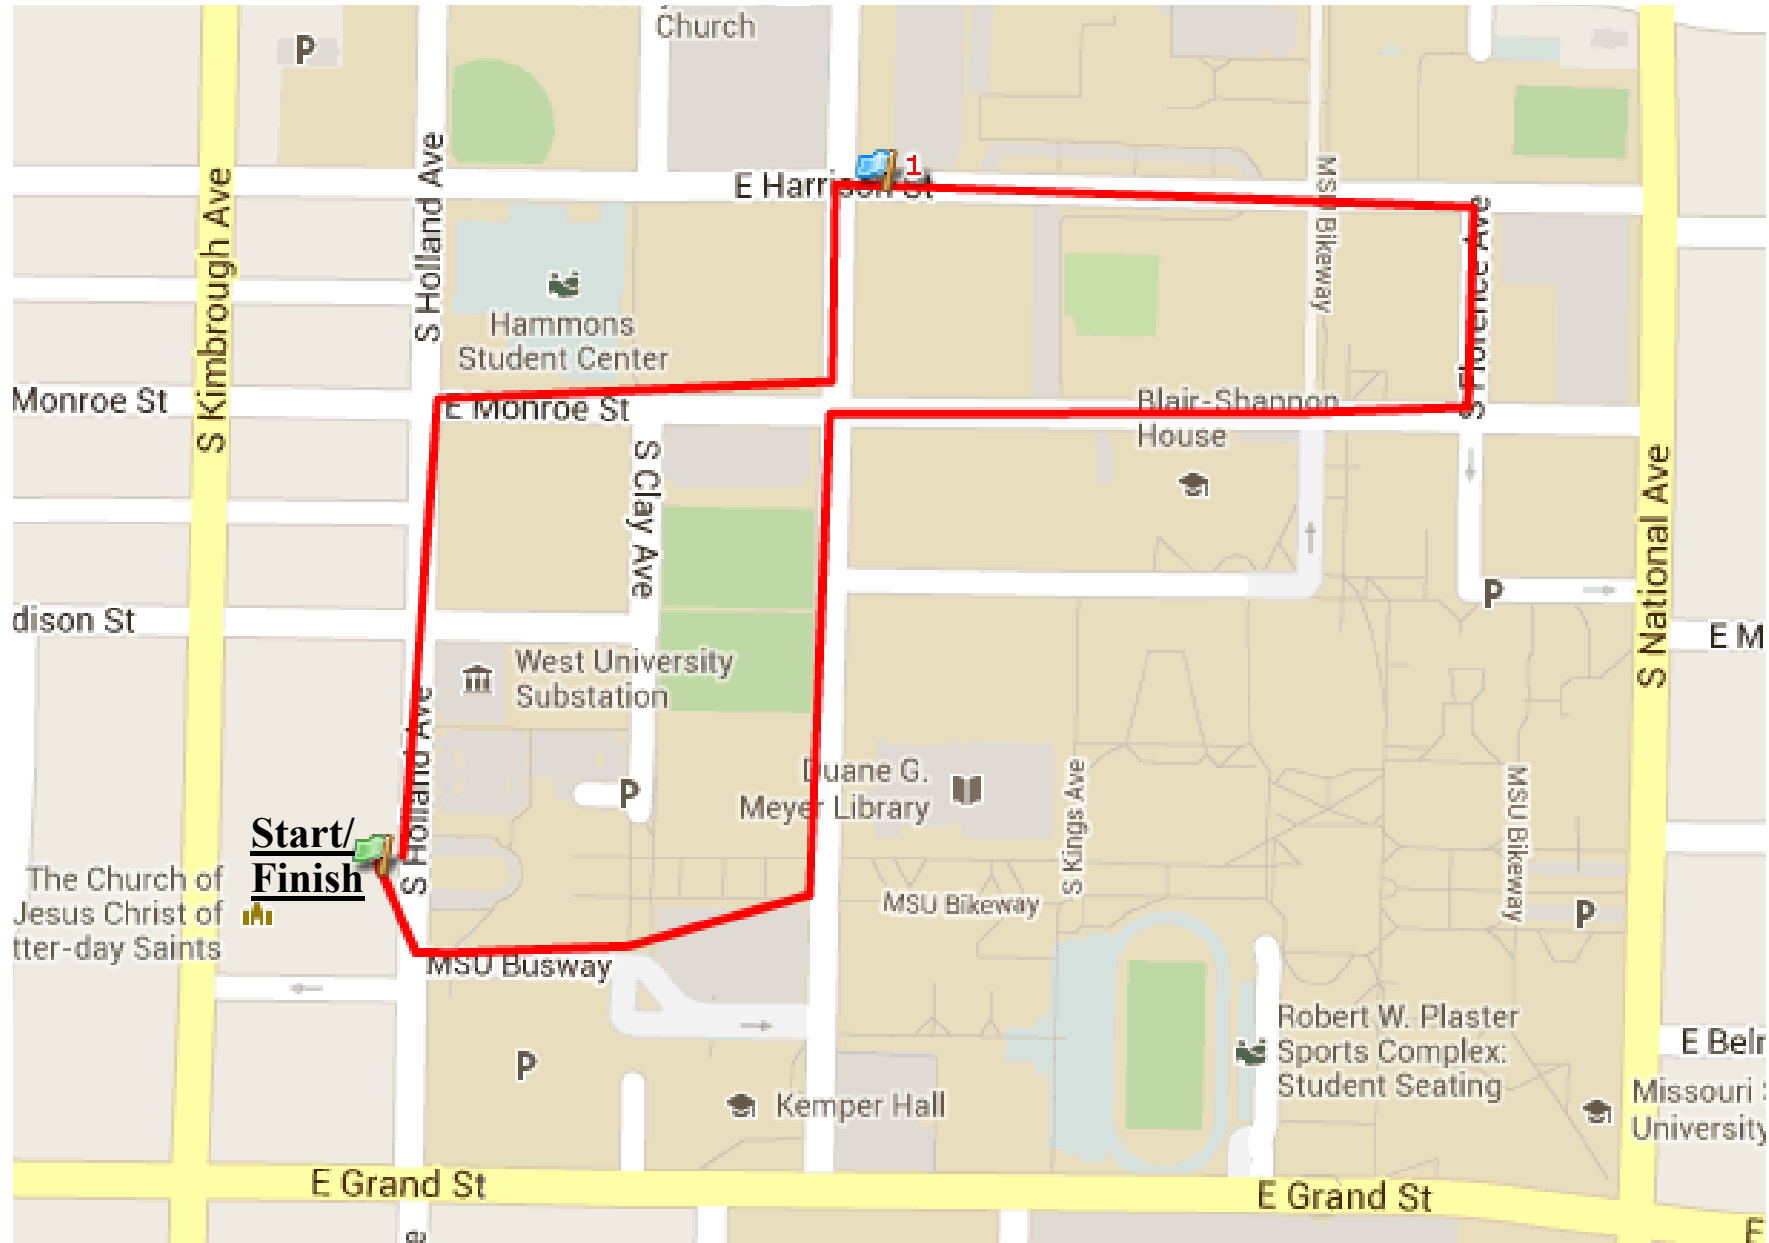 Church
P
S Holland Ave
S Kimbrough Ave
1
E Harrison St
MSU Bikeway
S Florence Ave
Hammons
Student Center
Monroe St
E Monroe St
Blair-Shannon
House
S Clay Ave
S National Ave
P
dison St
E M
West University
Substation
S Holland Ave
P
Duane G.
Meyer Library
S Kings Ave
MSU Bikeway
Start/
Finish
The Church of
Jesus Christ of
tter-day Saints
MSU Bikeway
P
MSU Busway
P
Robert W. Plaster
Sports Complex:
Student Seating
E Belm
Kemper Hall
Missouri
University
E Grand St
E Grand St
e
E